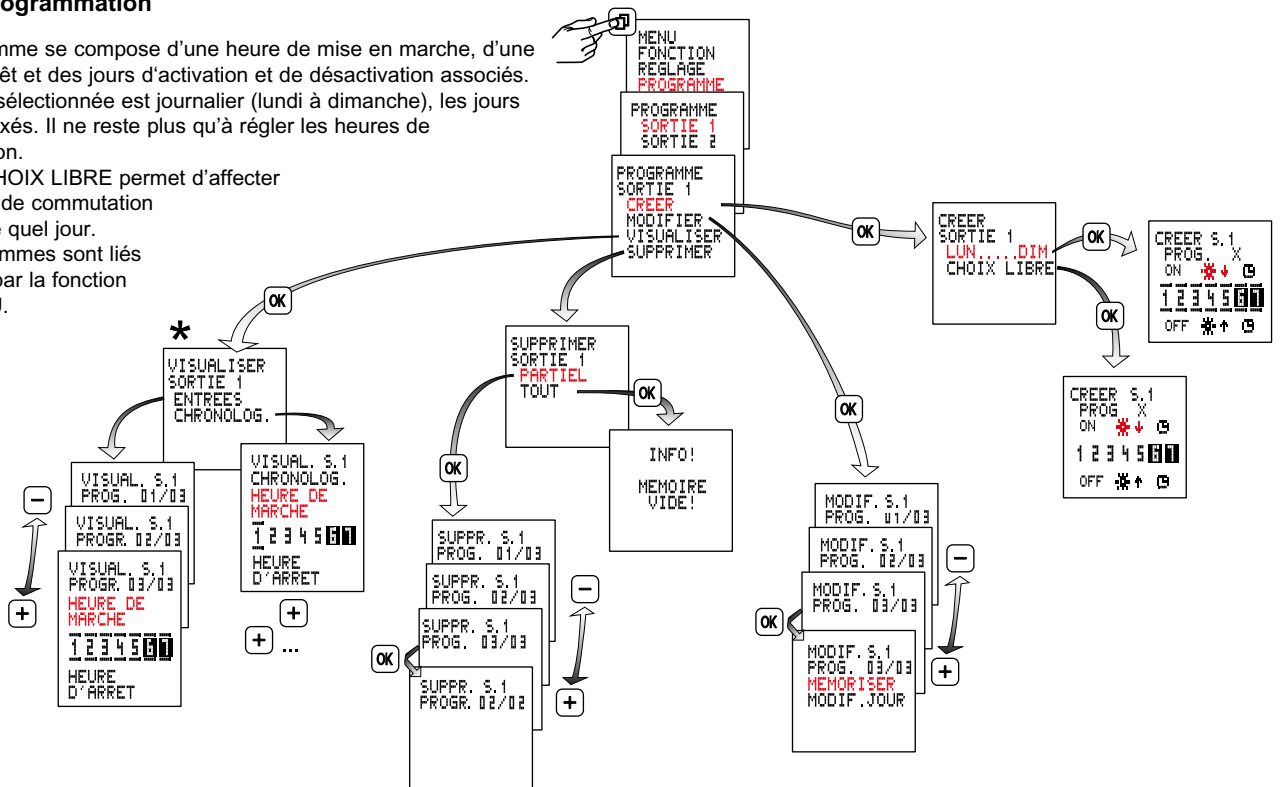 ogrammation
mme se compose d'une heure de mise en marche, d'une
êt et des jours d'activation et de désactivation associés.
sélectionnée est journalier (lundi à dimanche), les jours
xés. Il ne reste plus qu'à régler les heures de
on.
HOIX LIBRE permet d'affecter
de commutation
quel jour.
mmes sont liés
par la fonction
MENU
FONCTION
REGLAGE
PROGRAMME
PROGRAMME
SORTIE 1
SORTIE 2
PROGRAMME
SORTIE 1
CREER
MODIFIER
VISUALISER
SUPPRIMER
OK
CREER
SORTIE 1
LUN.....DIM
CHOIX LIBRE
OK
CREER S.1
PROG. X
ON
1 2 3 4 5 6 7
OFF
OK
CREER S.1
PROG X
ON
1 2 3 4 5 6 7
OFF
OK
*
VISUALISER
SORTIE 1
ENTREES
CHRONOLOG.
VISUAL. S.1
PROG. 01/03
VISUAL. S.1
PROGR. 02/03
VISUAL. S.1
PROGR. 03/03
HEURE DE
MARCHE
1 2 3 4 5 6 7
HEURE
D'ARRET
-
+
VISUAL. S.1
CHRONOLOG.
HEURE DE
MARCHE
1 2 3 4 5 6 7
HEURE
D'ARRET
+
+ ...
SUPPRIMER
SORTIE 1
PARTIEL
TOUT
OK
INFO!
MEMOIRE
VIDE!
OK
SUPPR. S.1
PROG. 01/03
SUPPR. S.1
PROG. 02/03
SUPPR. S.1
PROG. 03/03
OK
SUPPR. S.1
PROGR. 02/02
-
+
OK
MODIF. S.1
PROG. 01/03
MODIF. S.1
PROG. 02/03
MODIF. S.1
PROG. 03/03
OK
MODIF. S.1
PROG. 03/03
MEMORISER
MODIF.JOUR
-
+